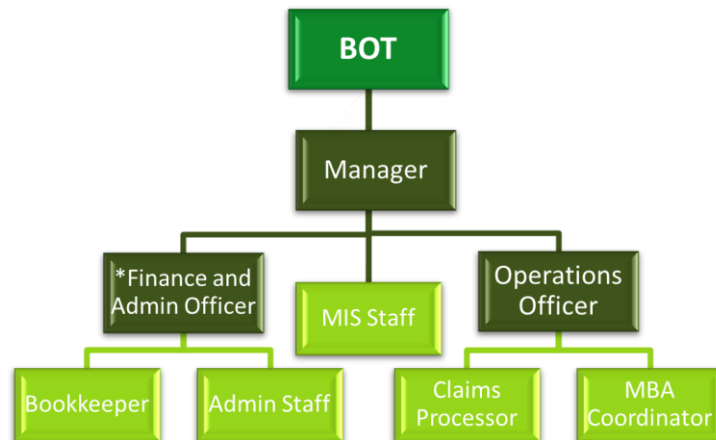 BOT
Manager
*Finance and
Admin Officer
MIS Staff
Operations
Officer
Bookkeeper
Admin Staff
Claims
Processor
MBA
Coordinator